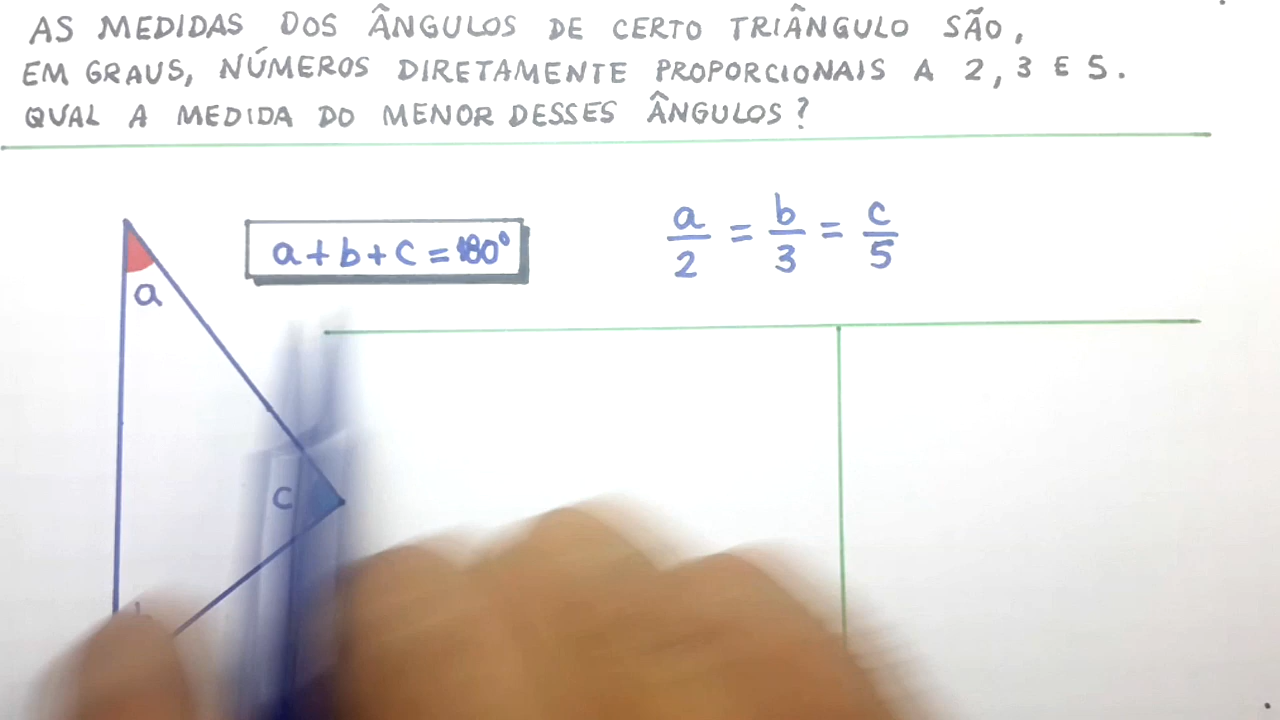 AS MEDIDAS DOS ÂNGULOS DE CERTO TRIÂNGULO SÃO,
EM GRAUS, NÚMEROS DIRETAMENTE PROPORCIONAIS A 2, 3 E 5.
QUAL A MEDIDA DO MENOR DESSES ÂNGULOS?
a + b + c = 180°
a/2 = b/3 = c/5
a
c